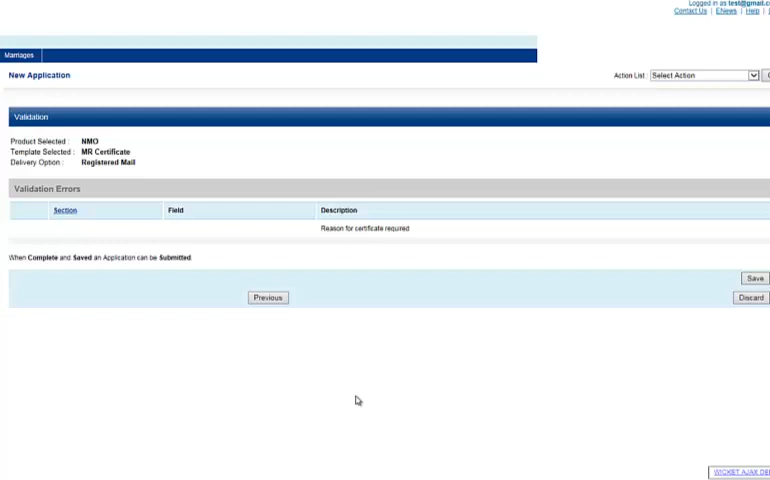 Logged in as test@gmail.c
Contact Us | ENews | Help |
Marriages
New Application
Action List : Select Action
Validation
Product Selected : NMO
Template Selected : MR Certificate
Delivery Option : Registered Mail
Validation Errors
Section Field Description
Reason for certificate required
When Complete and Saved an Application can be Submitted.
Save
Previous Discard
WICKET AJAX DE